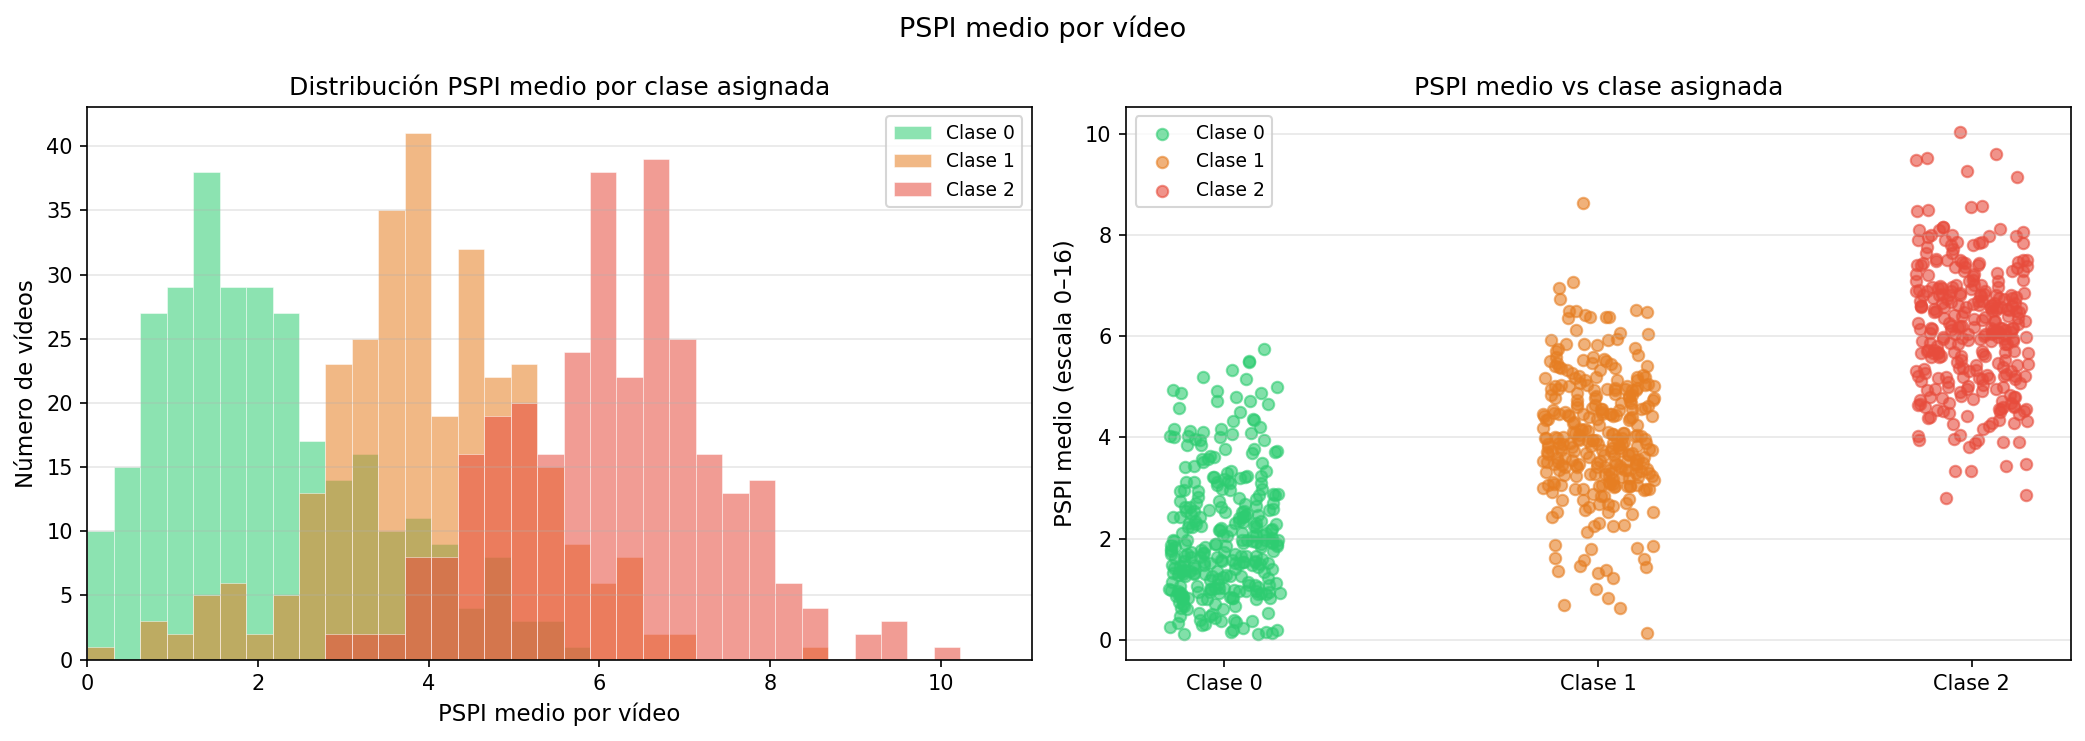 PSPI medio por vídeo
Distribución PSPI medio por clase asignada
Número de vídeos
40
35
30
25
20
15
10
5
0
Clase 0
Clase 1
Clase 2
0
2
4
6
8
10
PSPI medio por vídeo
PSPI medio vs clase asignada
PSPI medio (escala 0–16)
10
8
6
4
2
0
Clase 0
Clase 1
Clase 2
Clase 0
Clase 1
Clase 2